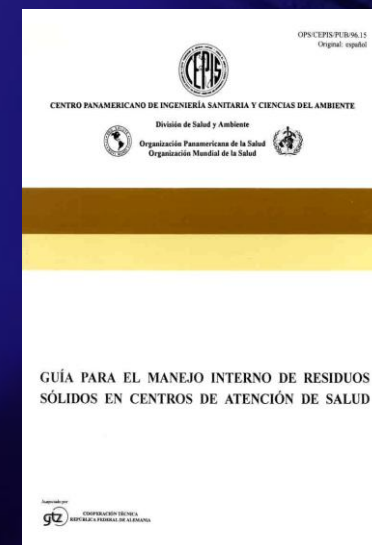 OPS/CEPIS/PUB/96.15
Original: español
CEPIS
CENTRO PANAMERICANO DE INGENIERÍA SANITARIA Y CIENCIAS DEL AMBIENTE
División de Salud y Ambiente
Organización Panamericana de la Salud
Organización Mundial de la Salud
GUÍA PARA EL MANEJO INTERNO DE RESIDUOS
SÓLIDOS EN CENTROS DE ATENCIÓN DE SALUD
gtz
COOPERACIÓN TÉCNICA
REPÚBLICA FEDERAL DE ALEMANIA